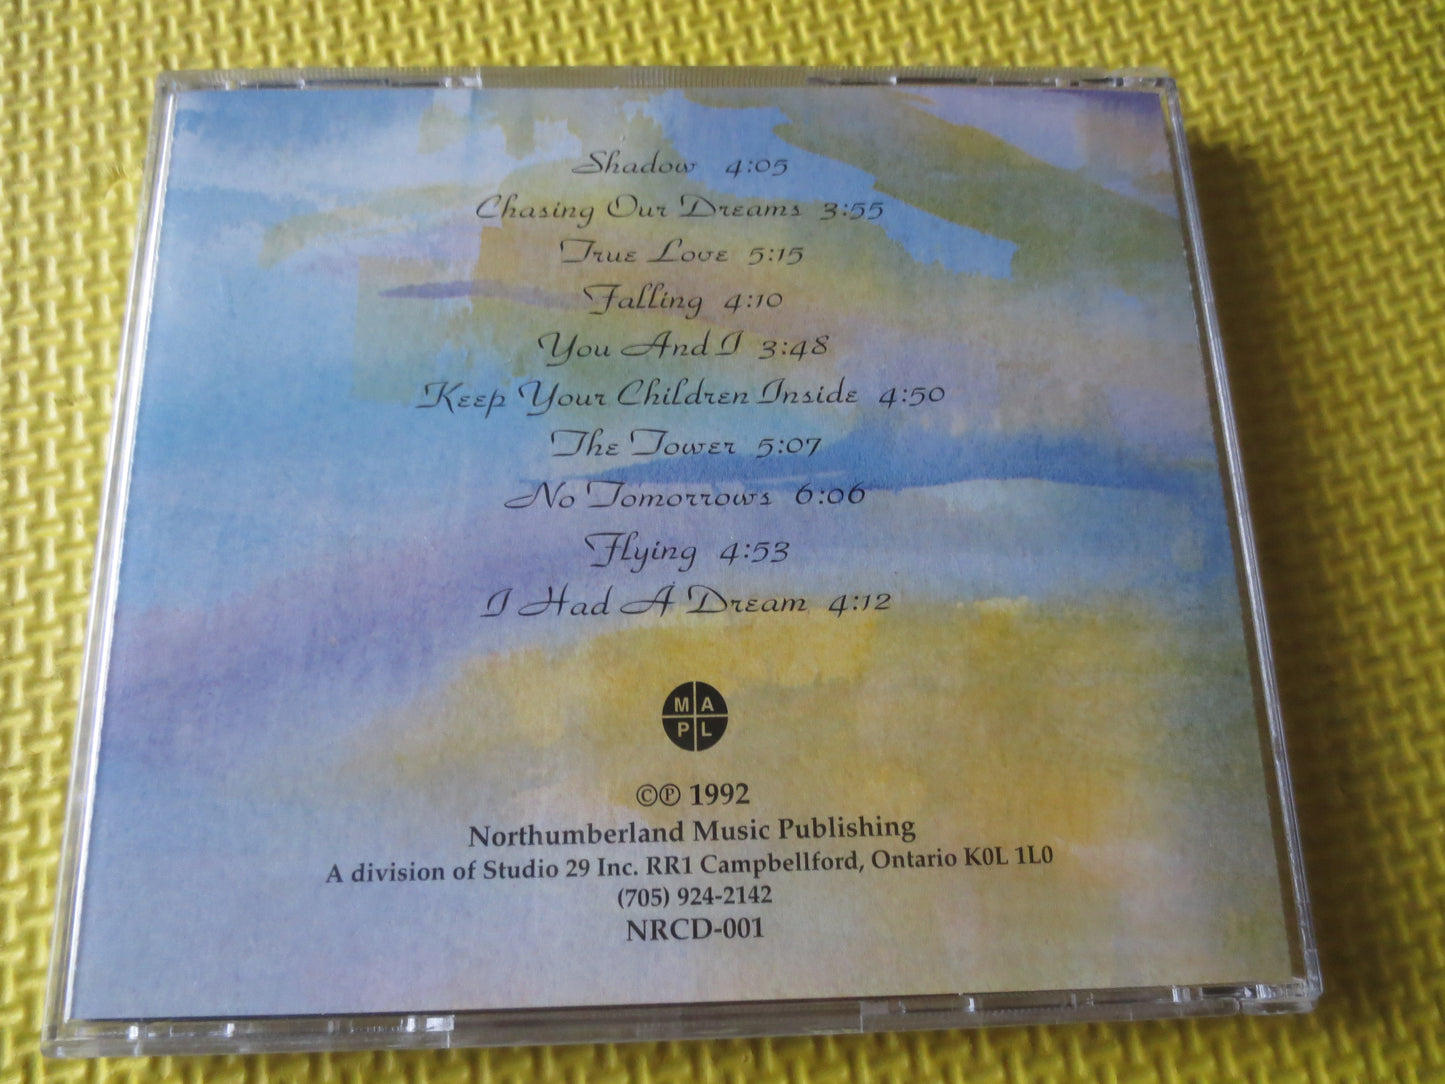 Shadow 4:05
Chasing Our Dreams 3:55
True Love 5:15
Falling 4:10
You And I 3:48
Keep Your Children Inside 4:50
The Tower 5:07
No Tomorrows 6:06
Flying 4:53
I Had A Dream 4:12
M A
P L
©℗ 1992
Northumberland Music Publishing
A division of Studio 29 Inc. RR1 Campbellford, Ontario K0L 1L0
(705) 924-2142
NRCD-001